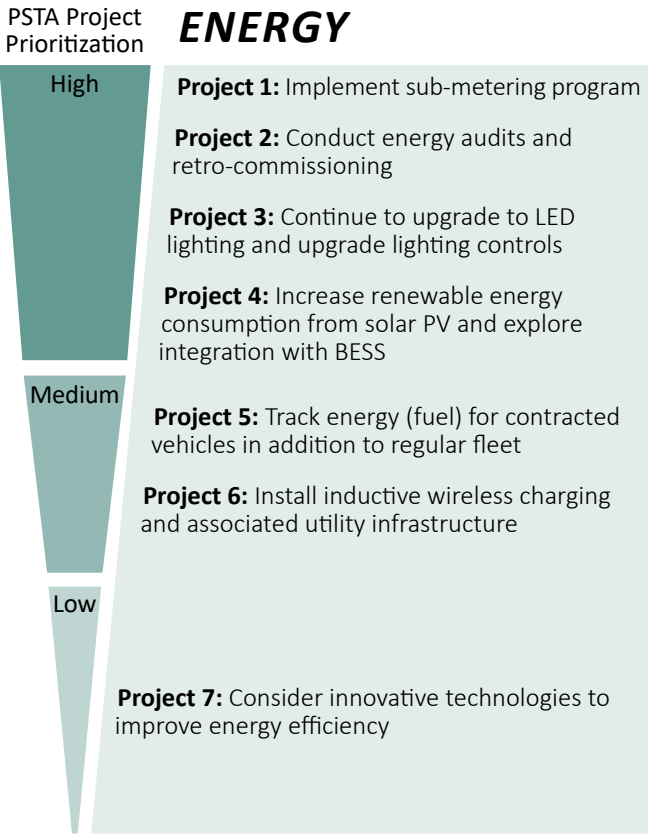 PSTA Project
Prioritization
ENERGY
High
Project 1: Implement sub-metering program
Project 2: Conduct energy audits and
retro-commissioning
Project 3: Continue to upgrade to LED
lighting and upgrade lighting controls
Project 4: Increase renewable energy
consumption from solar PV and explore
integration with BESS
Medium
Project 5: Track energy (fuel) for contracted
vehicles in addition to regular fleet
Project 6: Install inductive wireless charging
and associated utility infrastructure
Low
Project 7: Consider innovative technologies to
improve energy efficiency